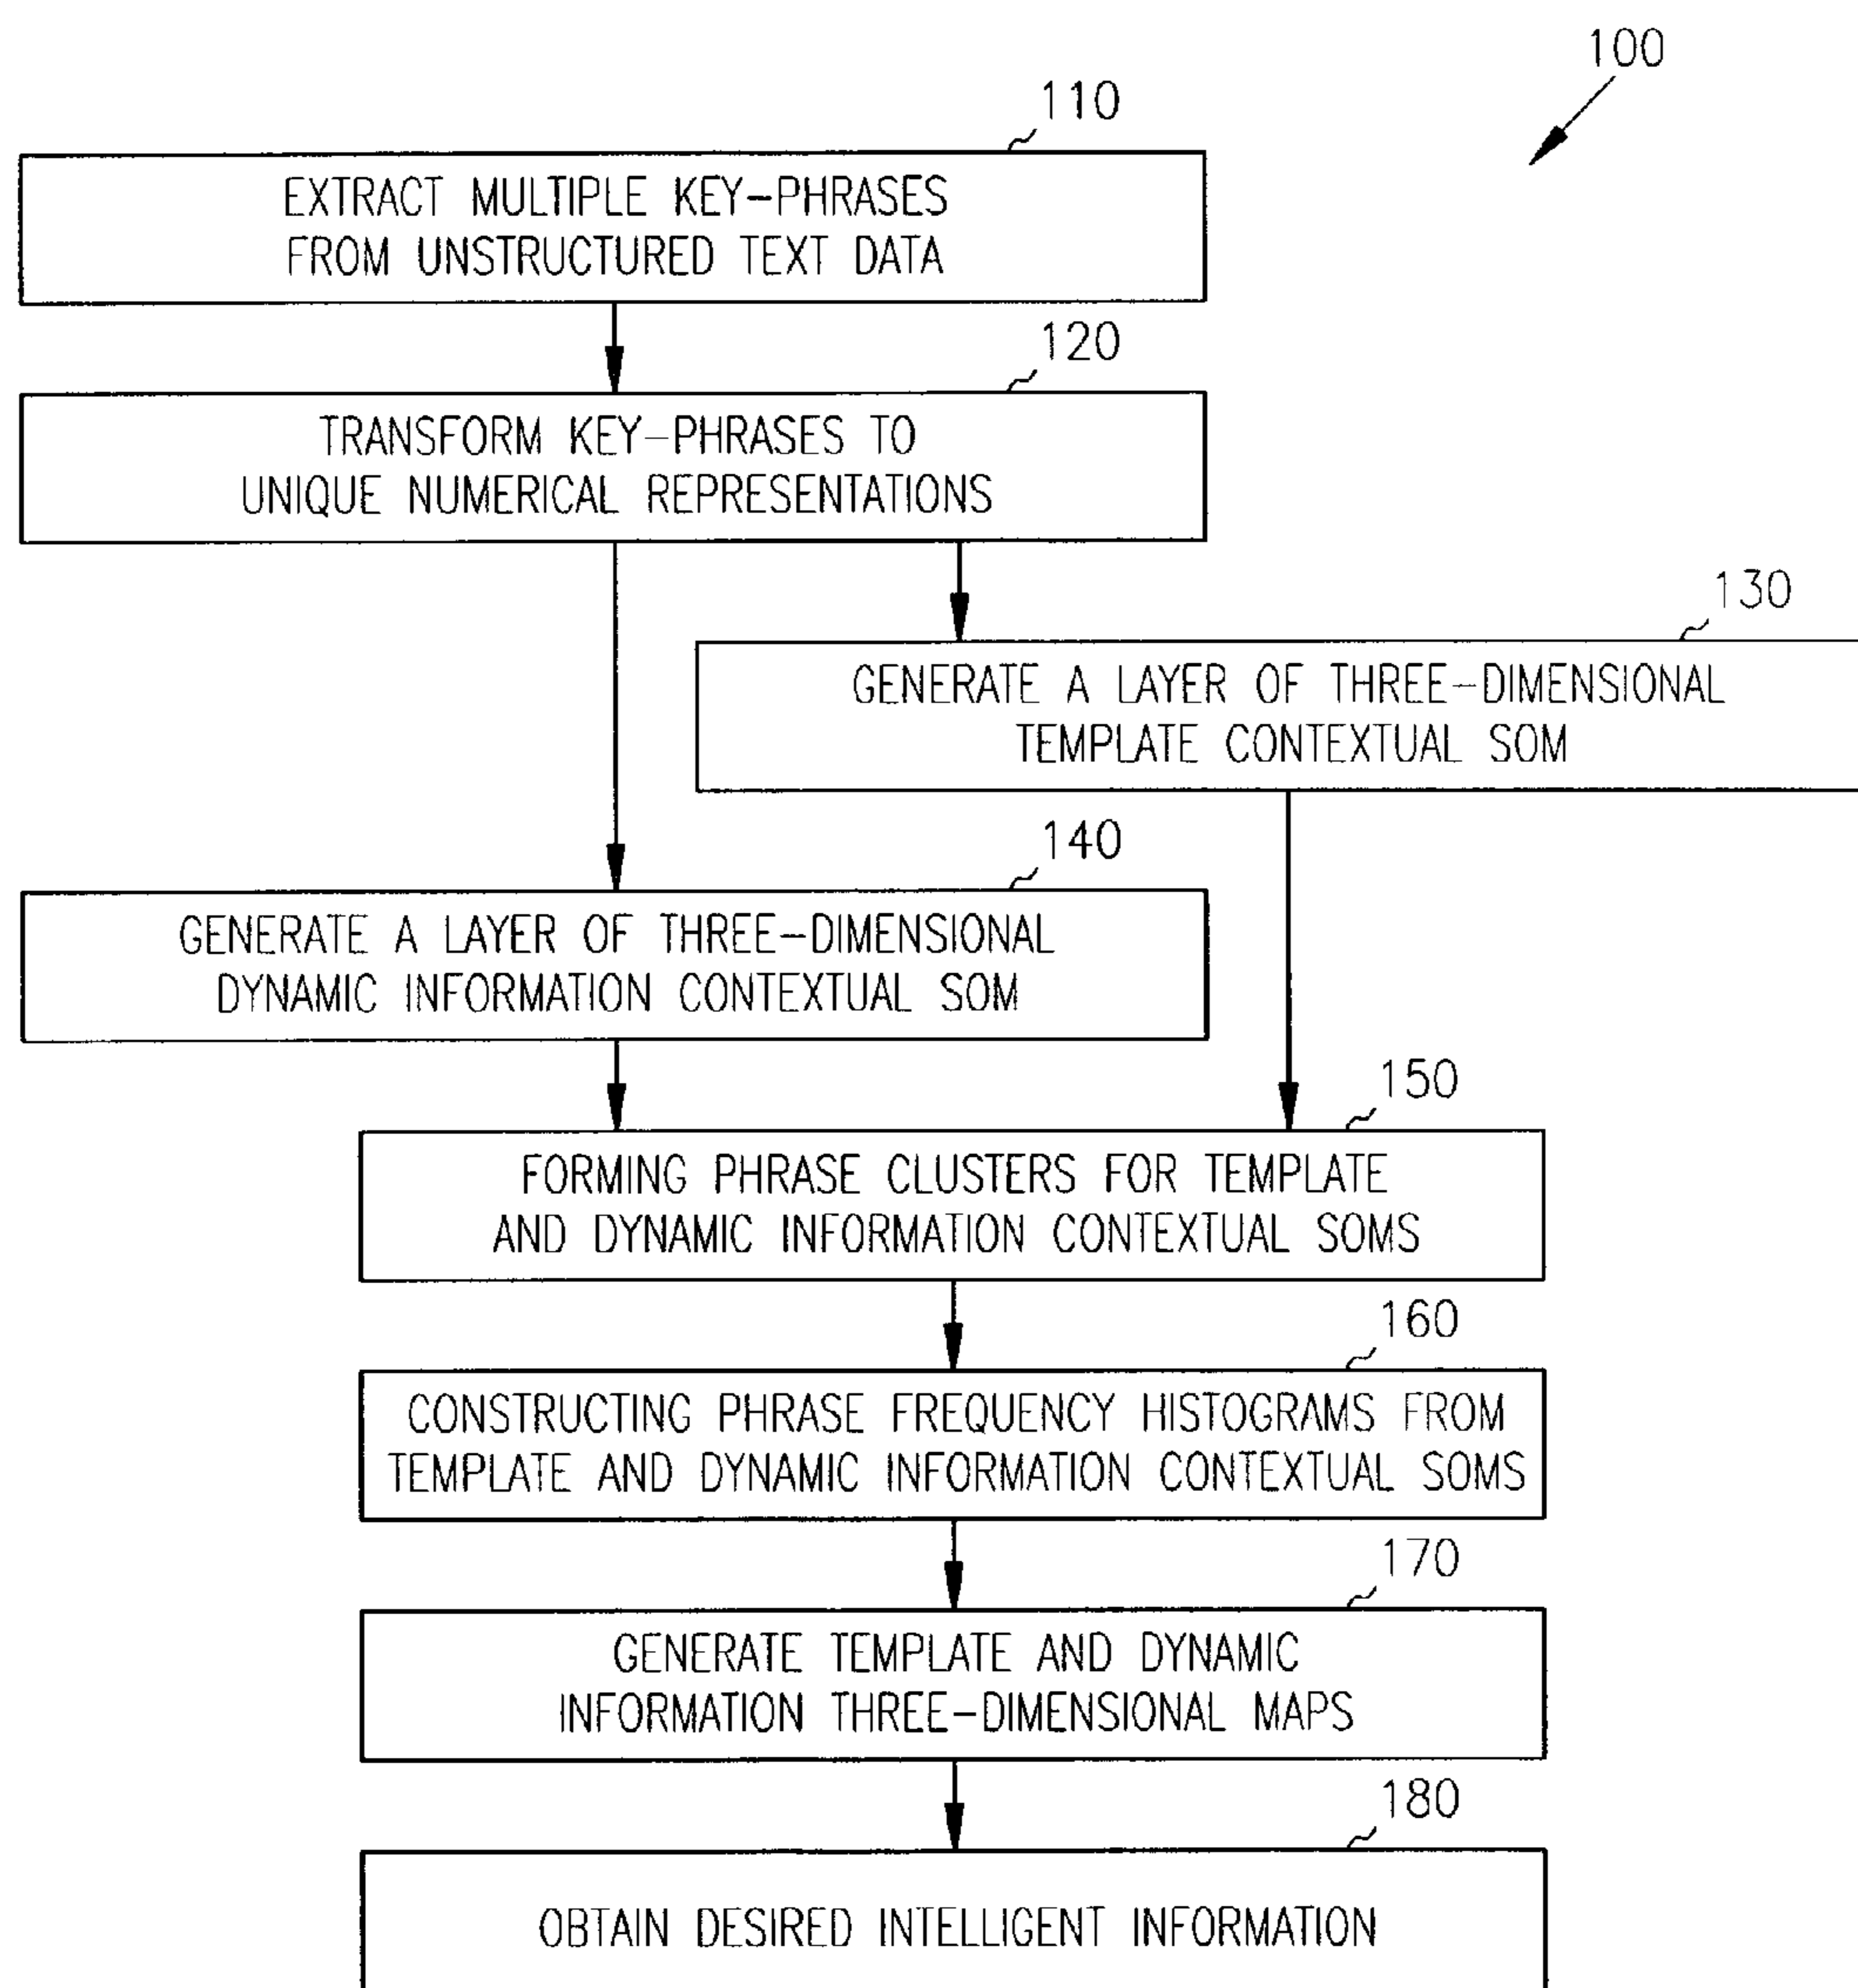 100
110
EXTRACT MULTIPLE KEY-PHRASES
FROM UNSTRUCTURED TEXT DATA
120
TRANSFORM KEY-PHRASES TO
UNIQUE NUMERICAL REPRESENTATIONS
130
GENERATE A LAYER OF THREE-DIMENSIONAL
TEMPLATE CONTEXTUAL SOM
140
GENERATE A LAYER OF THREE-DIMENSIONAL
DYNAMIC INFORMATION CONTEXTUAL SOM
150
FORMING PHRASE CLUSTERS FOR TEMPLATE
AND DYNAMIC INFORMATION CONTEXTUAL SOMS
160
CONSTRUCTING PHRASE FREQUENCY HISTOGRAMS FROM
TEMPLATE AND DYNAMIC INFORMATION CONTEXTUAL SOMS
170
GENERATE TEMPLATE AND DYNAMIC
INFORMATION THREE-DIMENSIONAL MAPS
180
OBTAIN DESIRED INTELLIGENT INFORMATION